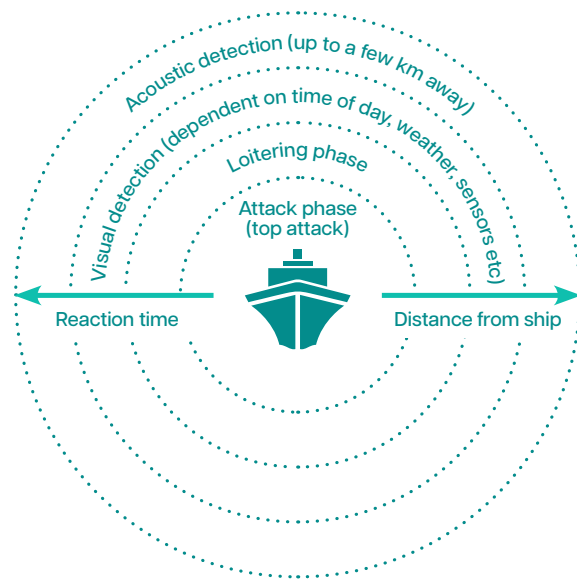 Acoustic detection (up to a few km away)
Visual detection (dependent on time of day, weather, sensors etc)
Loitering phase
Attack phase
(top attack)
Reaction time
Distance from ship